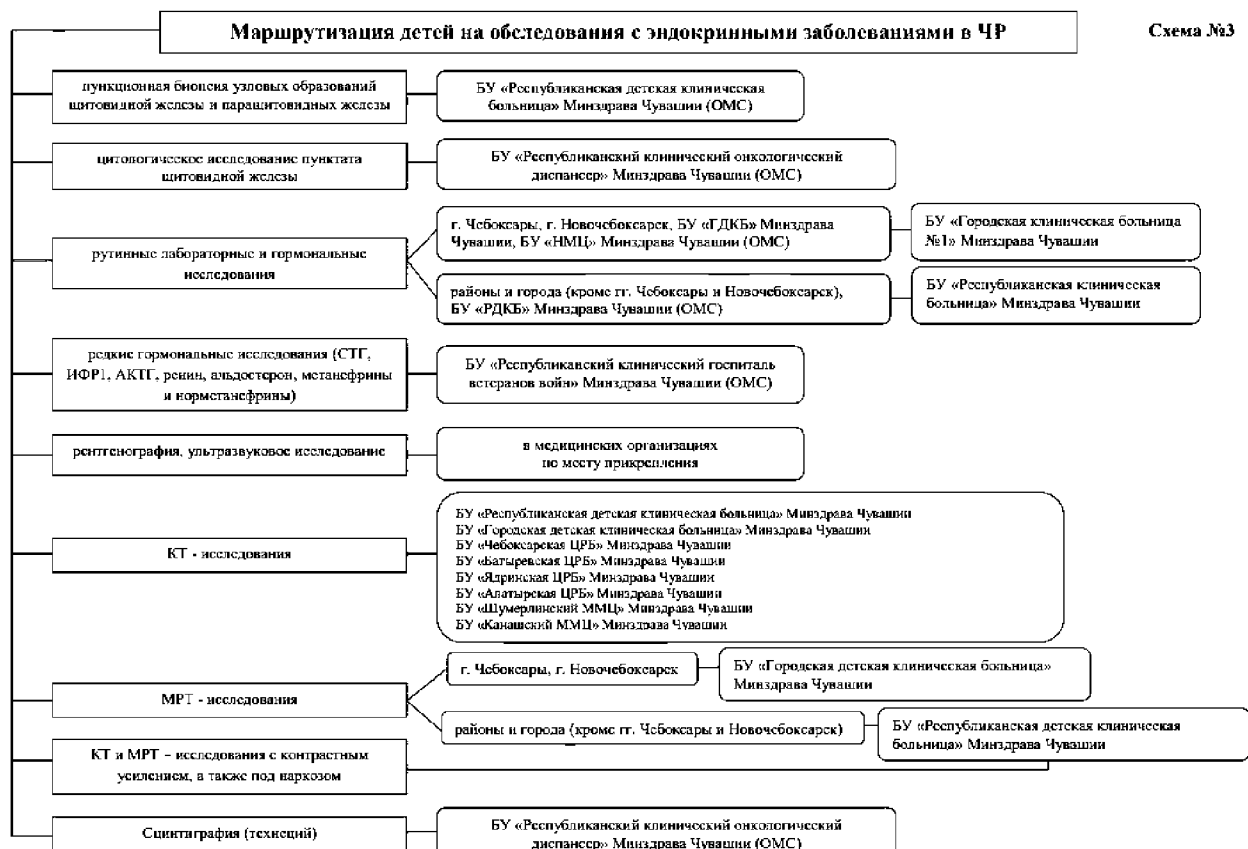 Маршрутизация детей на обследования с эндокринными заболеваниями в ЧР
Схема №3
пункционная биопсия узловых образований
щитовидной железы и паращитовидных железы
БУ «Республиканская детская клиническая
больница» Минздрава Чувашии (ОМС)
цитологическое исследование пунктата
щитовидной железы
БУ «Республиканский клинический онкологический
диспансер» Минздрава Чувашии (ОМС)
рутинные лабораторные и гормональные
исследования
г. Чебоксары, г. Новочебоксарск, БУ «ГДКБ» Минздрава
Чувашии, БУ «НМЦ» Минздрава Чувашии (ОМС)
БУ «Городская клиническая больница
№1» Минздрава Чувашии
районы и города (кроме гг. Чебоксары и Новочебоксарск),
БУ «РДКБ» Минздрава Чувашии (ОМС)
БУ «Республиканская клиническая
больница» Минздрава Чувашии
редкие гормональные исследования (СТГ,
ИФР1, АКТГ, ренин, альдостерон, метанефрины
и норметанефрины)
БУ «Республиканский клинический госпиталь
ветеранов войн» Минздрава Чувашии (ОМС)
рентгенография, ультразвуковое исследование
в медицинских организациях
по месту прикрепления
КТ - исследования
БУ «Республиканская детская клиническая больница» Минздрава Чувашии
БУ «Городская детская клиническая больница» Минздрава Чувашии
БУ «Чебоксарская ЦРБ» Минздрава Чувашии
БУ «Батыревская ЦРБ» Минздрава Чувашии
БУ «Ядринская ЦРБ» Минздрава Чувашии
БУ «Алатырская ЦРБ» Минздрава Чувашии
БУ «Шумерлинский ММЦ» Минздрава Чувашии
БУ «Канашский ММЦ» Минздрава Чувашии
МРТ - исследования
г. Чебоксары, г. Новочебоксарск
БУ «Городская детская клиническая больница»
Минздрава Чувашии
районы и города (кроме гг. Чебоксары и Новочебоксарск)
БУ «Республиканская детская клиническая
больница» Минздрава Чувашии
КТ и МРТ – исследования с контрастным
усилением, а также под наркозом
Сцинтиграфия (технеций)
БУ «Республиканский клинический онкологический
диспансер» Минздрава Чувашии (ОМС)